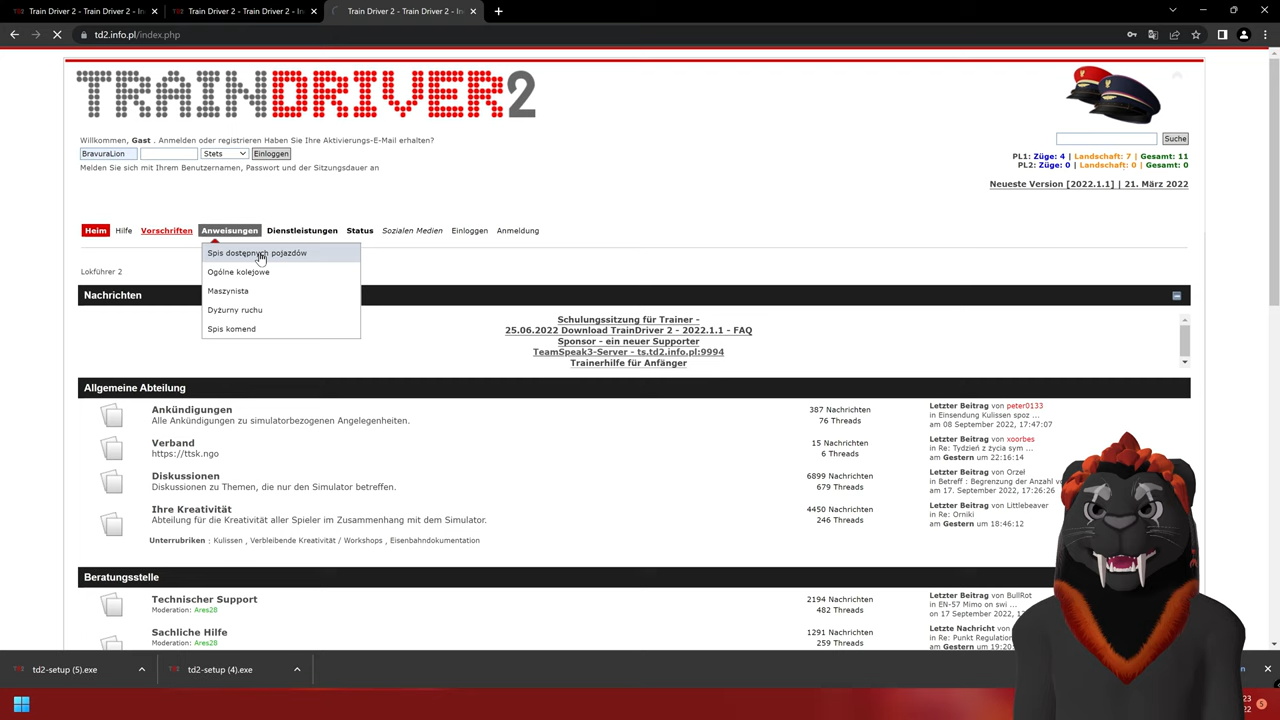 Train Driver 2 - Train Driver 2 - In
Train Driver 2 - Train Driver 2 - In
Train Driver 2 - Train Driver 2 - In
td2.info.pl/index.php
TRAINDRIVER2
Willkommen, Gast . Anmelden oder registrieren Haben Sie Ihre Aktivierungs-E-Mail erhalten?
BravuraLion Stets Einloggen
Suche
Melden Sie sich mit Ihrem Benutzernamen, Passwort und der Sitzungsdauer an
PL1: Züge: 4 | Landschaft: 7 | Gesamt: 11
PL2: Züge: 0 | Landschaft: 0 | Gesamt: 0
Neueste Version [2022.1.1] | 21. März 2022
Heim Hilfe Vorschriften Anweisungen Dienstleistungen Status Sozialen Medien Einloggen Anmeldung
Spis dostępnych pojazdów
Ogólne kolejowe
Maszynista
Dyżurny ruchu
Spis komend
Lokführer 2
Nachrichten
Schulungssitzung für Trainer -
25.06.2022 Download TrainDriver 2 - 2022.1.1 - FAQ
Sponsor - ein neuer Supporter
TeamSpeak3-Server - ts.td2.info.pl:9994
Trainerhilfe für Anfänger
Allgemeine Abteilung
Ankündigungen
Alle Ankündigungen zu simulatorbezogenen Angelegenheiten.
387 Nachrichten
76 Threads
Letzter Beitrag von peter0133
in Einsendung Kulissen spoz ...
am 08 September 2022, 17:47:07
Verband
https://ttsk.ngo
15 Nachrichten
6 Threads
Letzter Beitrag von xoorbes
in Re: Tydzień z życia sym ...
am Gestern um 22:16:14
Diskussionen
Diskussionen zu Themen, die nur den Simulator betreffen.
6899 Nachrichten
679 Threads
Letzter Beitrag von Orzeł
in Betreff : Begrenzung der Anzahl
am 17. September 2022, 17:26:26
Ihre Kreativität
Abteilung für die Kreativität aller Spieler im Zusammenhang mit dem Simulator.
4450 Nachrichten
246 Threads
Letzter Beitrag von Littlebeaver
in Re: Orniki
am Gestern um 18:46:12
Unterrubriken : Kulissen , Verbleibende Kreativität / Workshops , Eisenbahndokumentation
Beratungsstelle
Technischer Support
Moderation: Ares28
2194 Nachrichten
482 Threads
Letzter Beitrag von BullRot
in EN-57 Mimo on swi ...
on 17 September 2022,
Sachliche Hilfe
Moderation: Ares28
1291 Nachrichten
259 Threads
Letzte Nachricht von
in Re: Punkt Regulation
am Gestern um 19:20
td2-setup (5).exe
td2-setup (4).exe